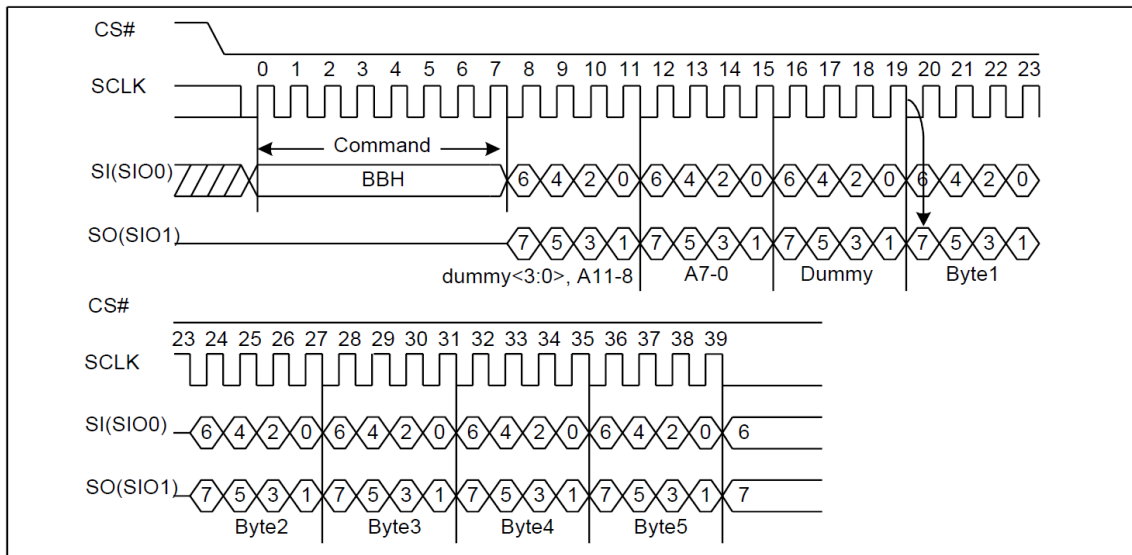 CS#
0 1 2 3 4 5 6 7 8 9 10 11 12 13 14 15 16 17 18 19 20 21 22 23
SCLK
Command
SI(SIO0) BBH 6 4 2 0 6 4 2 0 6 4 2 0 6 4 2 0
SO(SIO1) 7 5 3 1 7 5 3 1 7 5 3 1 7 5 3 1
dummy<3:0>, A11-8 A7-0 Dummy Byte1
CS#
23 24 25 26 27 28 29 30 31 32 33 34 35 36 37 38 39
SCLK
SI(SIO0) 6 4 2 0 6 4 2 0 6 4 2 0 6 4 2 0 6
SO(SIO1) 7 5 3 1 7 5 3 1 7 5 3 1 7 5 3 1 7
Byte2 Byte3 Byte4 Byte5